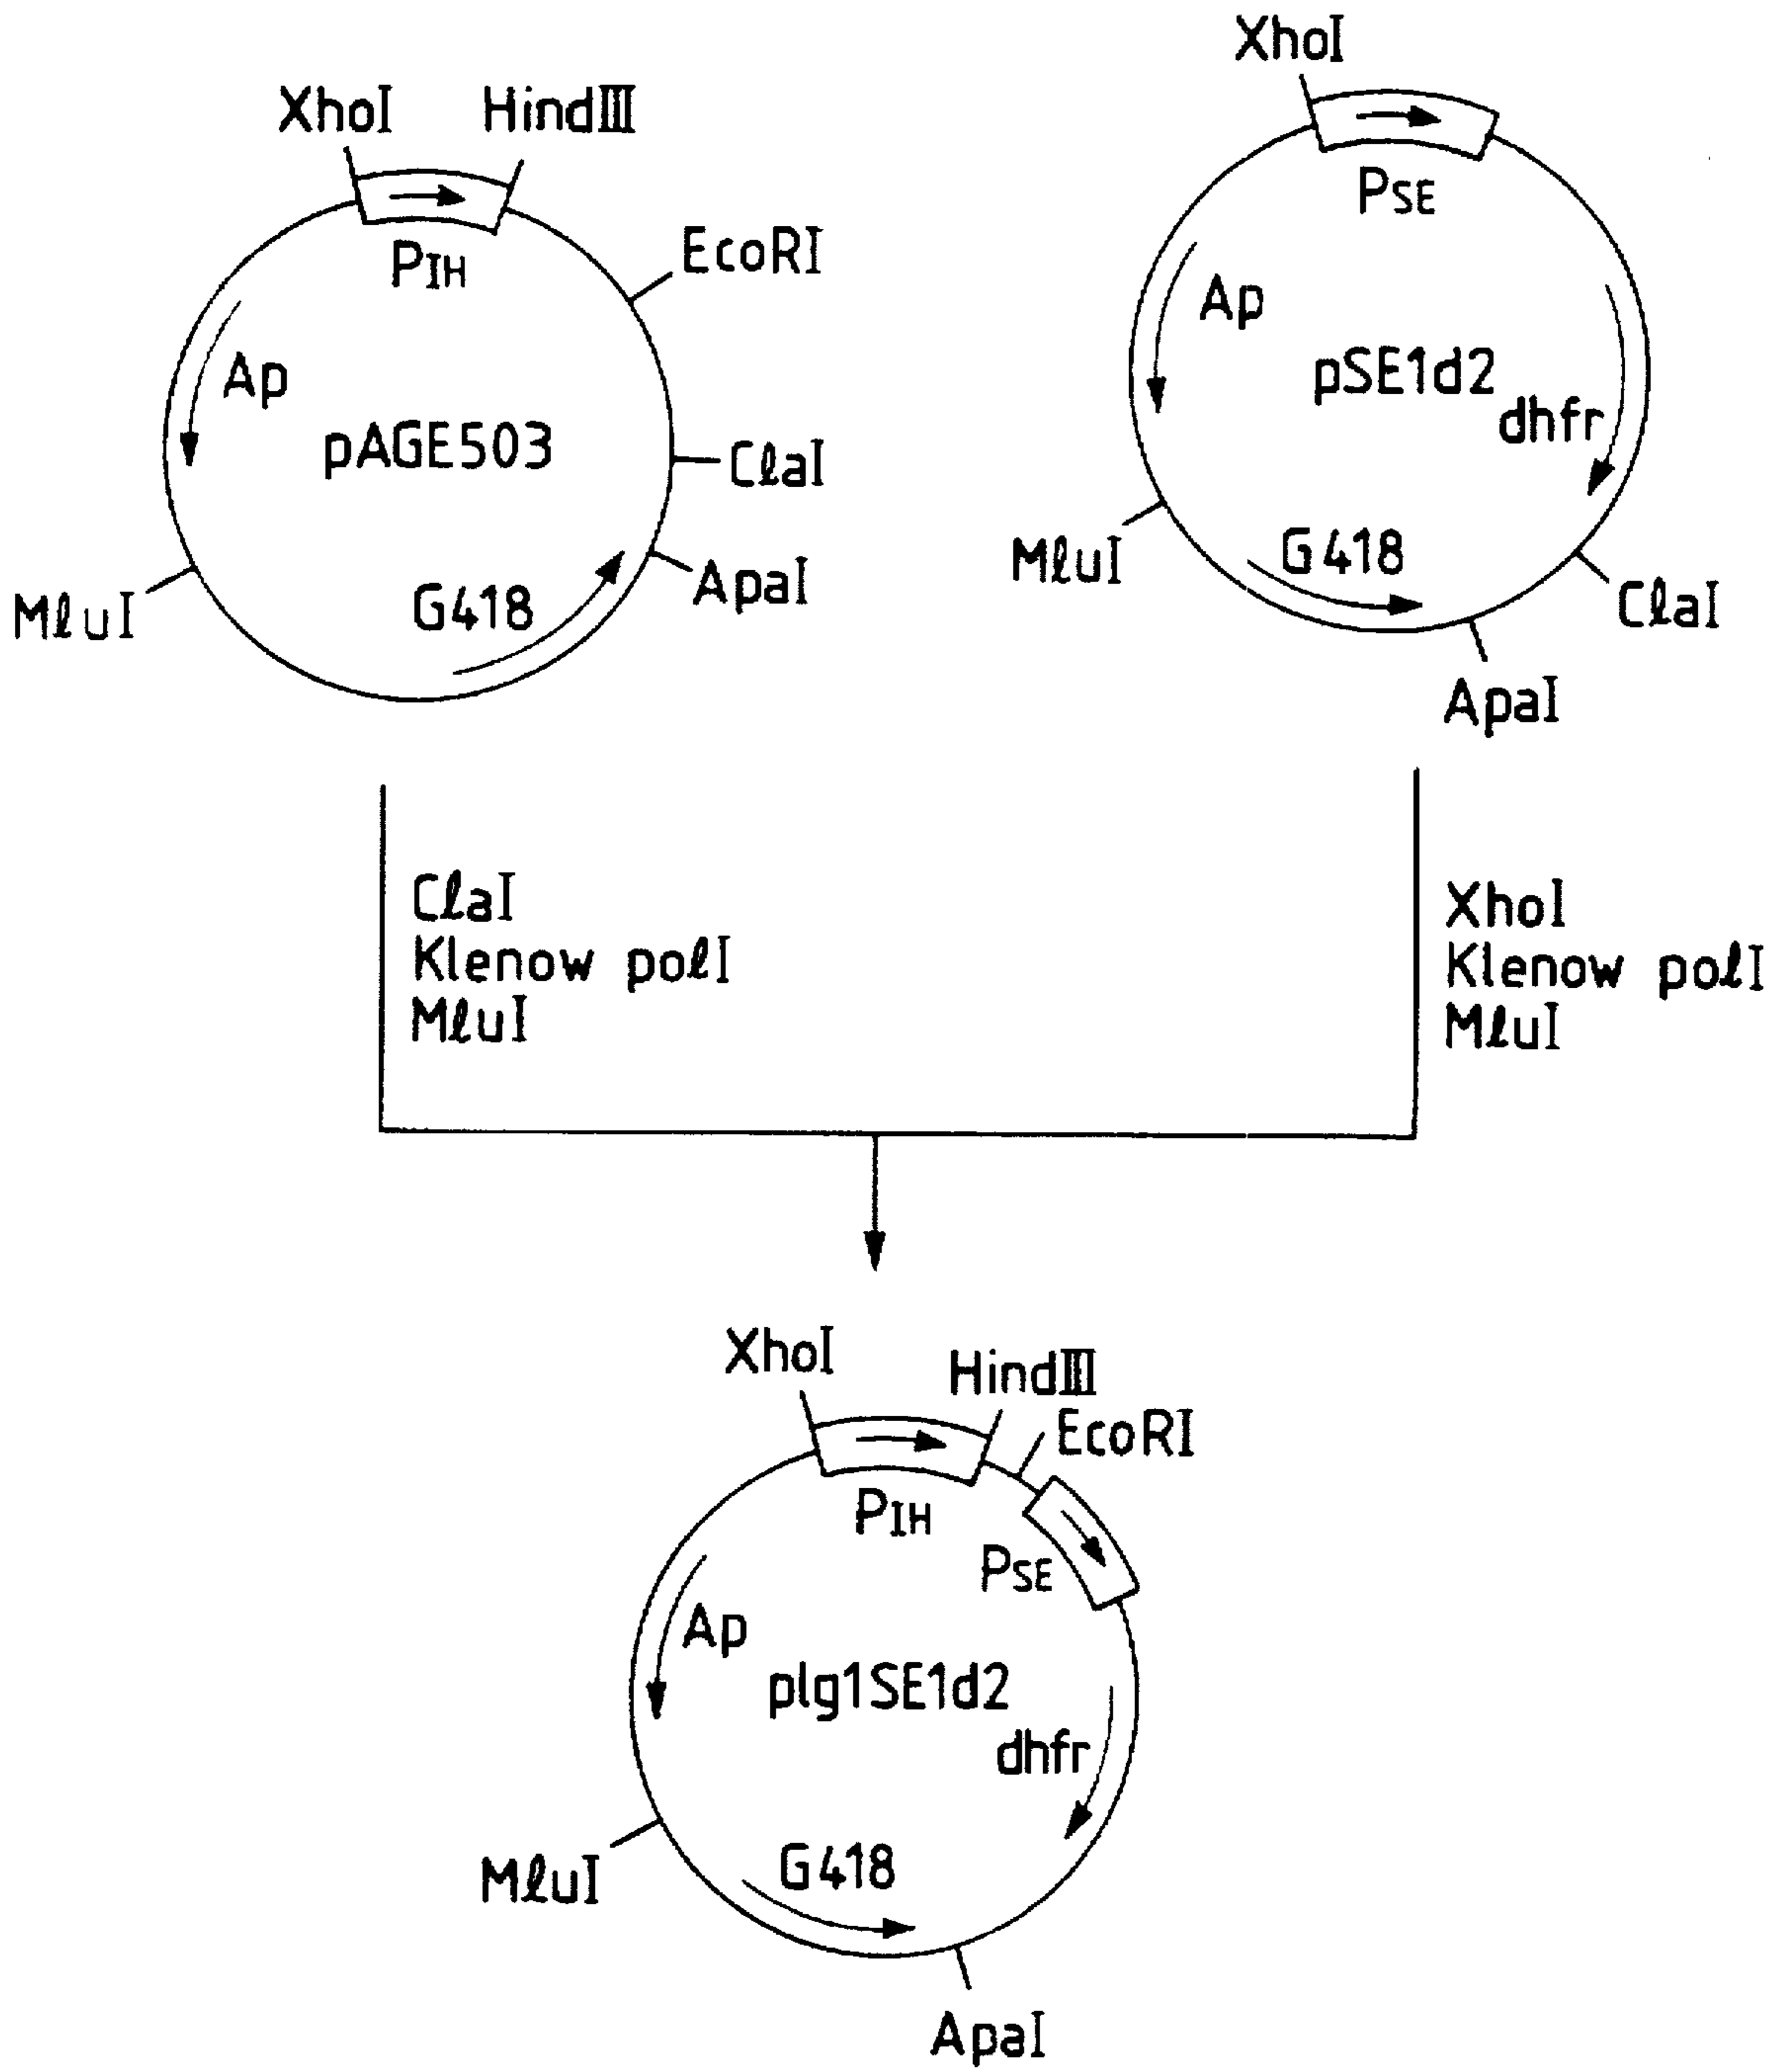 XhoI
HindIII
PIH
EcoRI
Ap
pAGE503
ClaI
ApaI
G418
MluI
XhoI
PSE
Ap
pSE1d2
dhfr
MluI
G418
ClaI
ApaI
ClaI
Klenow polI
MluI
XhoI
Klenow polI
MluI
XhoI
HindIII
EcoRI
PIH
PSE
Ap
pIg1SE1d2
dhfr
MluI
G418
ApaI